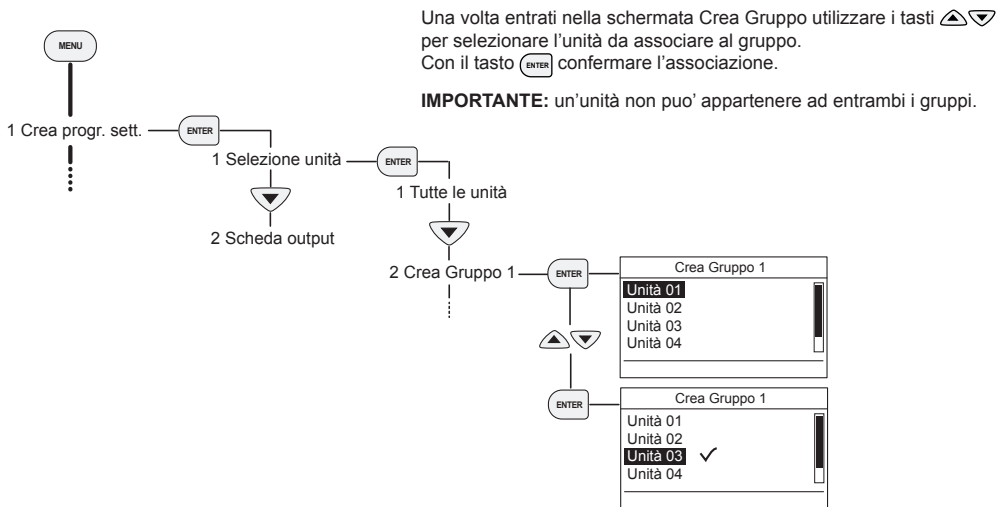 Una volta entrati nella schermata Crea Gruppo utilizzare i tasti
per selezionare l'unità da associare al gruppo.
Con il tasto ENTER confermare l'associazione.
IMPORTANTE: un'unità non puo' appartenere ad entrambi i gruppi.
MENU
1 Crea progr. sett.
ENTER
1 Selezione unità
ENTER
1 Tutte le unità
2 Scheda output
2 Crea Gruppo 1
ENTER
Crea Gruppo 1
Unità 01
Unità 02
Unità 03
Unità 04
ENTER
Crea Gruppo 1
Unità 01
Unità 02
Unità 03
Unità 04